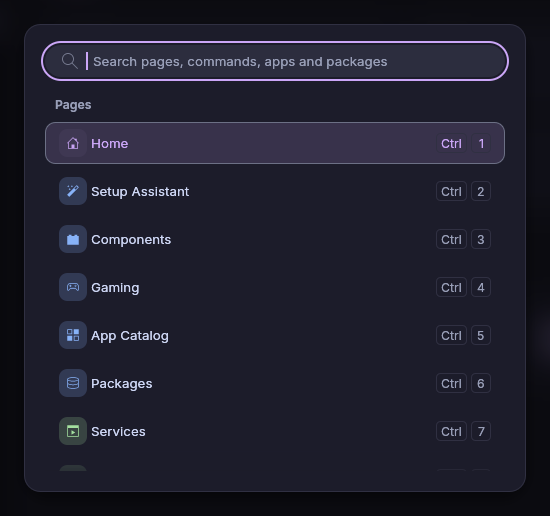 Search pages, commands, apps and packages
Pages
Home Ctrl 1
Setup Assistant Ctrl 2
Components Ctrl 3
Gaming Ctrl 4
App Catalog Ctrl 5
Packages Ctrl 6
Services Ctrl 7